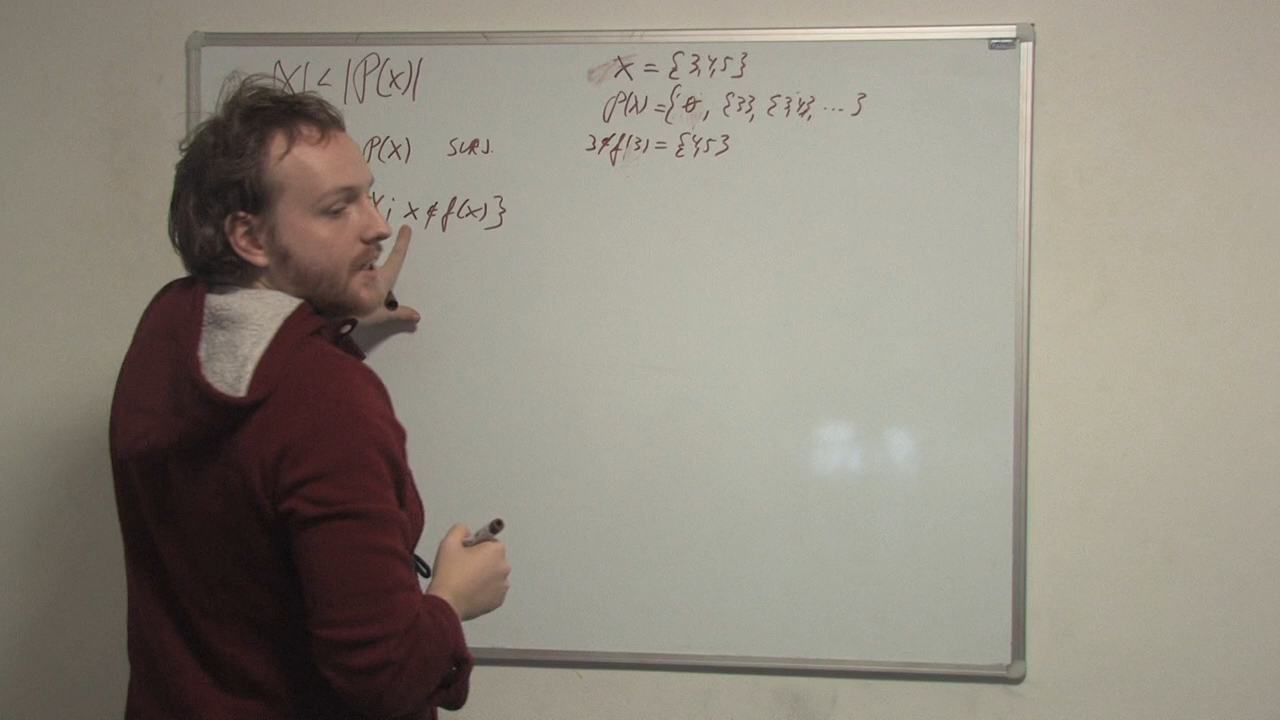 |X| < |P(X)|
P(X) SURJ.
X; x ∉ f(x)}
X = {3,4,5}
P(X) = {∅, {3}, {3,4}, ... }
3 ∉ f(3) = {4,5}